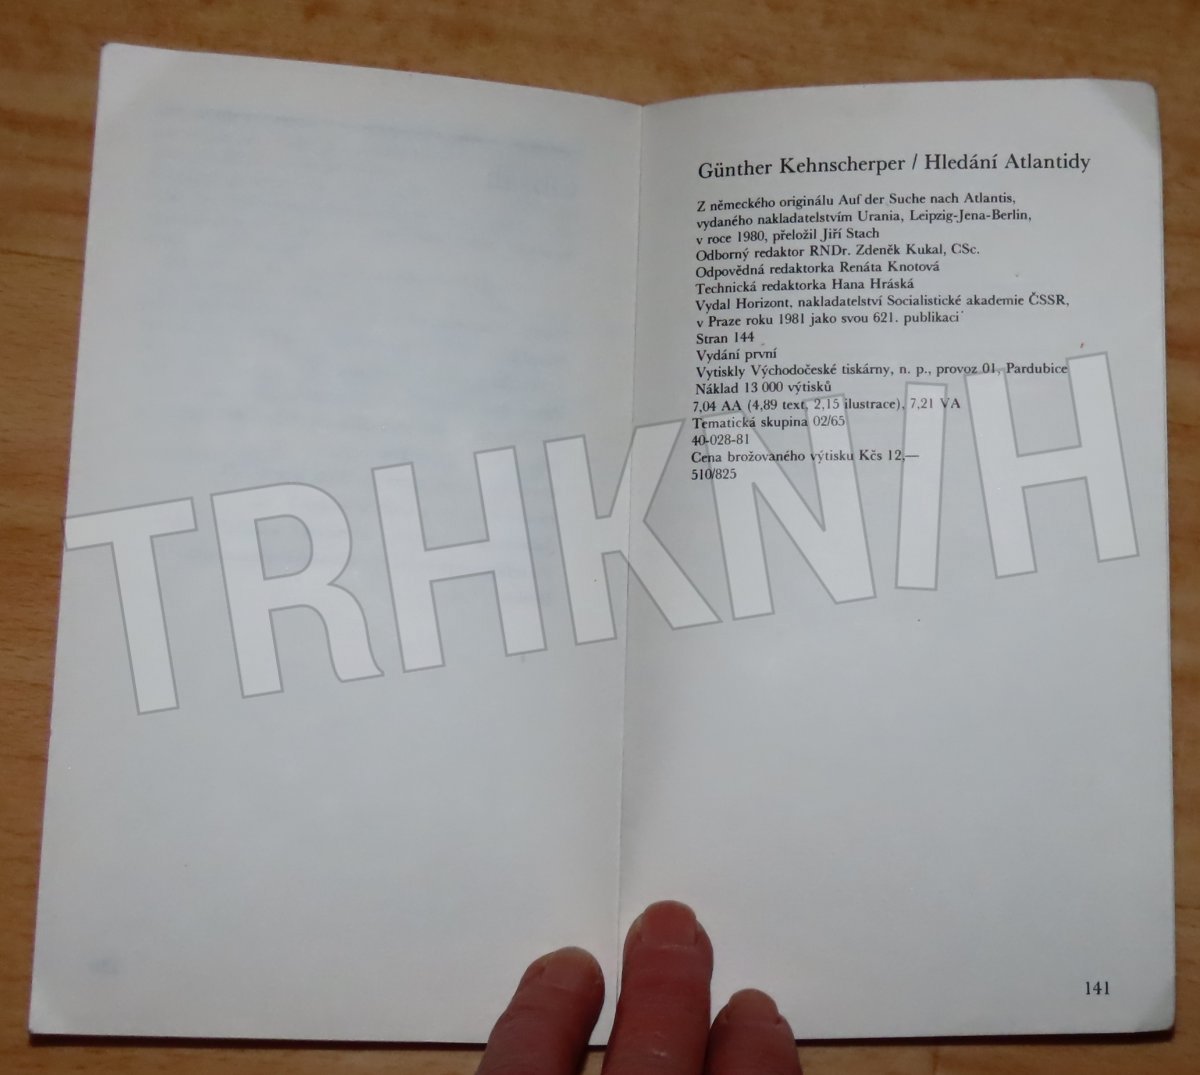 Günther Kehnscherper / Hledání Atlantidy
Z německého originálu Auf der Suche nach Atlantis,
vydaného nakladatelstvím Urania, Leipzig-Jena-Berlin,
v roce 1980, přeložil Jiří Stach
Odborný redaktor RNDr. Zdeněk Kukal, CSc.
Odpovědná redaktorka Renáta Knotová
Technická redaktorka Hana Hráská
Vydal Horizont, nakladatelství Socialistické akademie ČSSR,
v Praze roku 1981 jako svou 621. publikaci
Stran 144
Vydání první
Vytiskly Východočeské tiskárny, n. p., provoz 01, Pardubice
Náklad 13 000 výtisků
7,04 AA (4,89 text, 2,15 ilustrace), 7,21 VA
Tematická skupina 02/65
40-028-81
Cena brožovaného výtisku Kčs 12,—
510/825
TRHKNIH
141